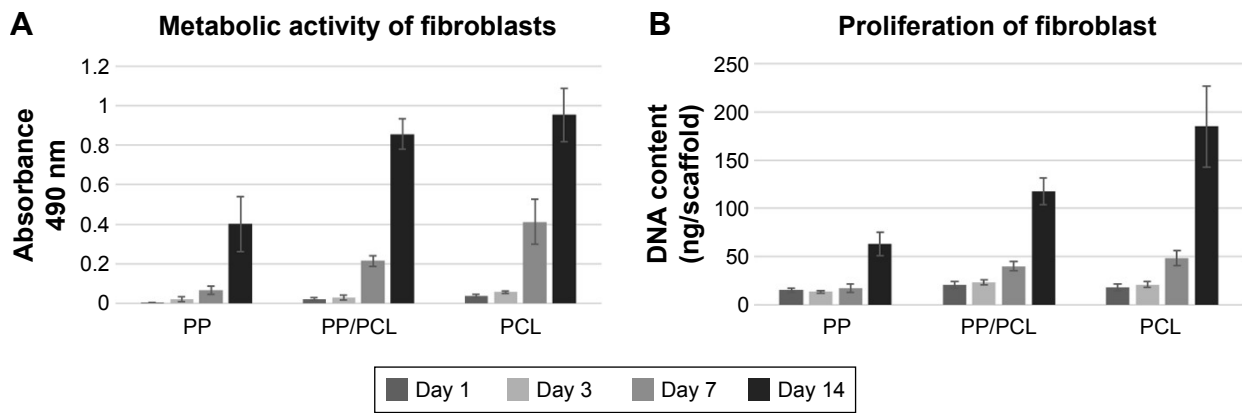 A Metabolic activity of fibroblasts
Absorbance
490 nm
1.2
1
0.8
0.6
0.4
0.2
0
PP PP/PCL PCL
B Proliferation of fibroblast
DNA content
(ng/scaffold)
250
200
150
100
50
0
PP PP/PCL PCL
Day 1 Day 3 Day 7 Day 14